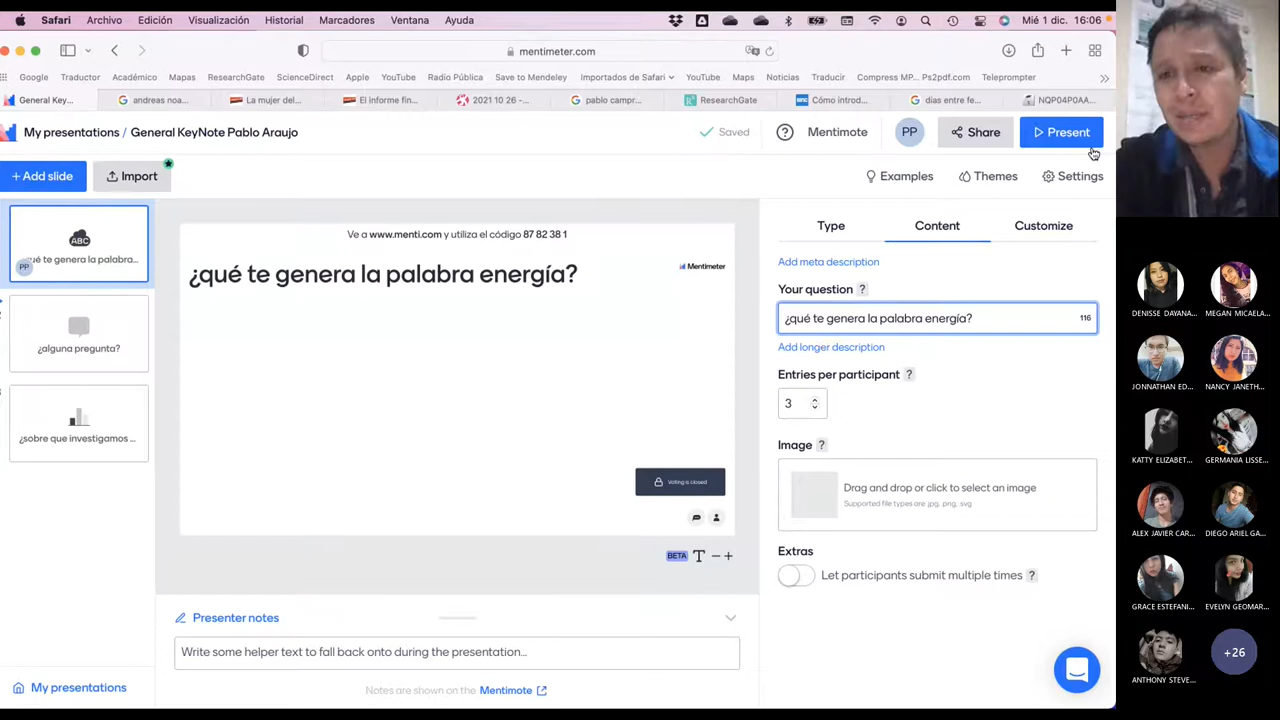 Safari Archivo Edición Visualización Historial Marcadores Ventana Ayuda Mié 1 dic. 16:06
mentimeter.com
Google Traductor Académico Mapas ResearchGate ScienceDirect Apple YouTube Radio Pública Save to Mendeley Importados de Safari YouTube Maps Noticias Traducir Compress MP... Ps2pdf.com Teleprompter
General Key... andreas noa... La mujer del... El informe fin... 2021 10 26 -... pablo campr... ResearchGate Cómo introd... días entre fe... NQP04P0AA...
My presentations / General KeyNote Pablo Araujo Saved ? Mentimote PP Share Present
+ Add slide Import Examples Themes Settings
ABC
PP
qué te genera la palabra...
¿alguna pregunta?
¿sobre que investigamos ...
My presentations
Ve a www.menti.com y utiliza el código 87 82 38 1
¿qué te genera la palabra energía?
Mentimeter
Voting is closed
BETA T − +
Presenter notes
Write some helper text to fall back onto during the presentation...
Notes are shown on the Mentimote
Type Content Customize
Add meta description
Your question ?
¿qué te genera la palabra energía? 116
Add longer description
Entries per participant ?
3
Image ?
Drag and drop or click to select an image
Supported file types are .jpg, .png, .svg
Extras
Let participants submit multiple times ?
DENISSE DAYANA... MEGAN MICAELA...
JONNATHAN ED... NANCY JANETH...
KATTY ELIZABET... GERMANIA LISSE...
ALEX JAVIER CAR... DIEGO ARIEL GA...
GRACE ESTEFANI... EVELYN GEOMAR...
ANTHONY STEVE... +26